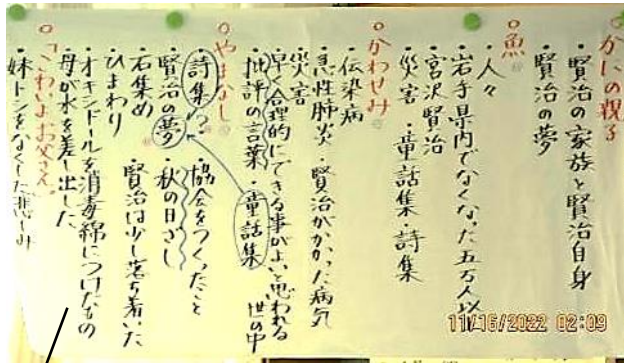 ○かにの親子
・賢治の家族と賢治自身
・賢治の夢
○魚
・人々
・岩手県内でなくなった五万人以
・宮沢賢治
・災害・童話集・詩集
○かわせみ
・伝染病
・急性肺炎・賢治がかかった病気
・災害
・早く合理的にできる事がよいと思われる
世の中
・批評の言葉・童話集
○やまなし
・詩集?・協会をつくったこと
・賢治の夢・秋の日ざし
・石集め 賢治は少し落ち着いた
・ひまわり
・オキシドールを消毒綿につけたもの
・母が水を差し出した
○「こわいよお父さん」
・妹トシをなくした悲しみ
11/16/2022 02:09